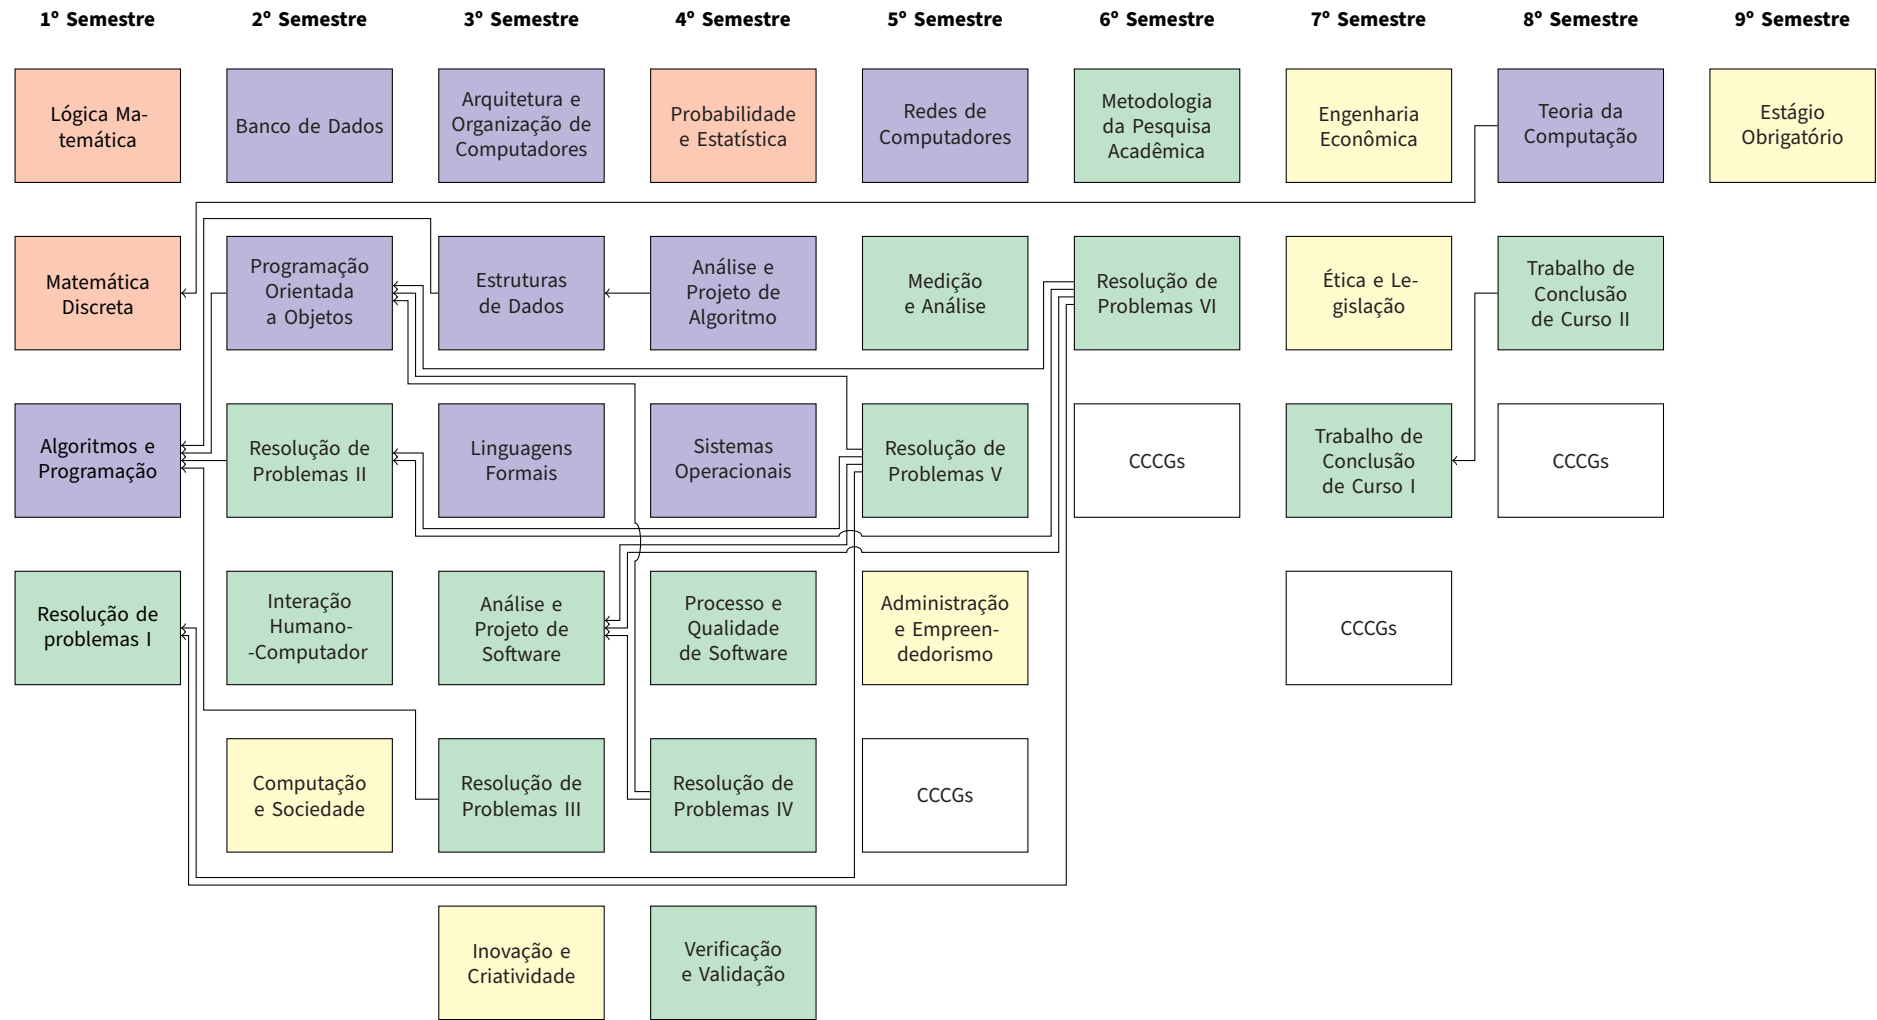 1º Semestre
2º Semestre
3º Semestre
4º Semestre
5º Semestre
6º Semestre
7º Semestre
8º Semestre
9º Semestre
Lógica Ma-
temática
Banco de Dados
Arquitetura e
Organização de
Computadores
Probabilidade
e Estatística
Redes de
Computadores
Metodologia
da Pesquisa
Acadêmica
Engenharia
Econômica
Teoria da
Computação
Estágio
Obrigatório
Matemática
Discreta
Programação
Orientada
a Objetos
Estruturas
de Dados
Análise e
Projeto de
Algoritmo
Medição
e Análise
Resolução de
Problemas VI
Ética e Le-
gislação
Trabalho de
Conclusão
de Curso II
Algoritmos e
Programação
Resolução de
Problemas II
Linguagens
Formais
Sistemas
Operacionais
Resolução de
Problemas V
CCCGs
Trabalho de
Conclusão
de Curso I
CCCGs
Resolução de
problemas I
Interação
Humano-
-Computador
Análise e
Projeto de
Software
Processo e
Qualidade
de Software
Administração
e Empreen-
dedorismo
CCCGs
Computação
e Sociedade
Resolução de
Problemas III
Resolução de
Problemas IV
CCCGs
Inovação e
Criatividade
Verificação
e Validação